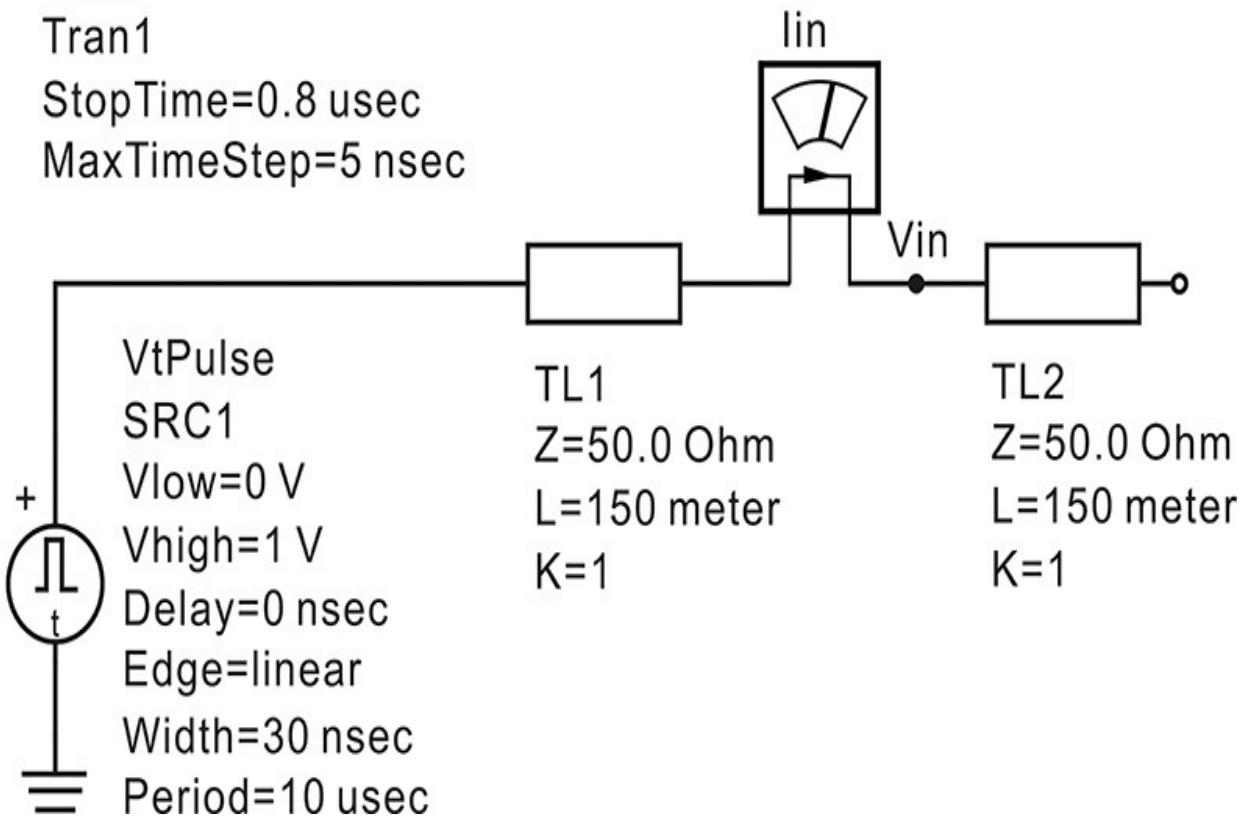 Tran1
StopTime=0.8 usec
MaxTimeStep=5 nsec
Iin
Vin
+
t
VtPulse
SRC1
Vlow=0 V
Vhigh=1 V
Delay=0 nsec
Edge=linear
Width=30 nsec
Period=10 usec
TL1
Z=50.0 Ohm
L=150 meter
K=1
TL2
Z=50.0 Ohm
L=150 meter
K=1